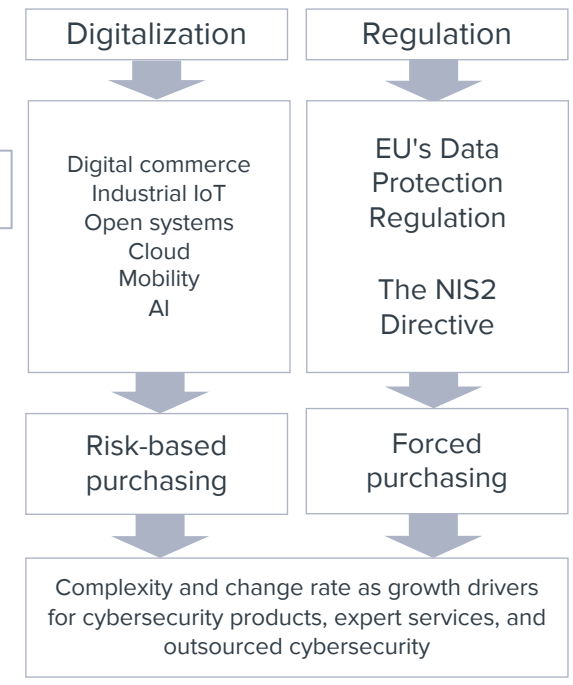 Digitalization
Regulation
Digital commerce
Industrial IoT
Open systems
Cloud
Mobility
AI
EU's Data
Protection
Regulation
The NIS2
Directive
Risk-based
purchasing
Forced
purchasing
Complexity and change rate as growth drivers
for cybersecurity products, expert services, and
outsourced cybersecurity